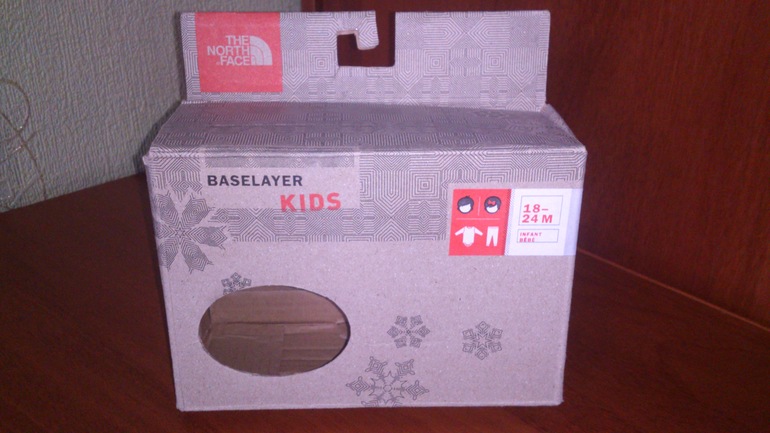 THE
NORTH
FACE
BASELAYER
KIDS
18–
24 M
INFANT
BÉBÉ